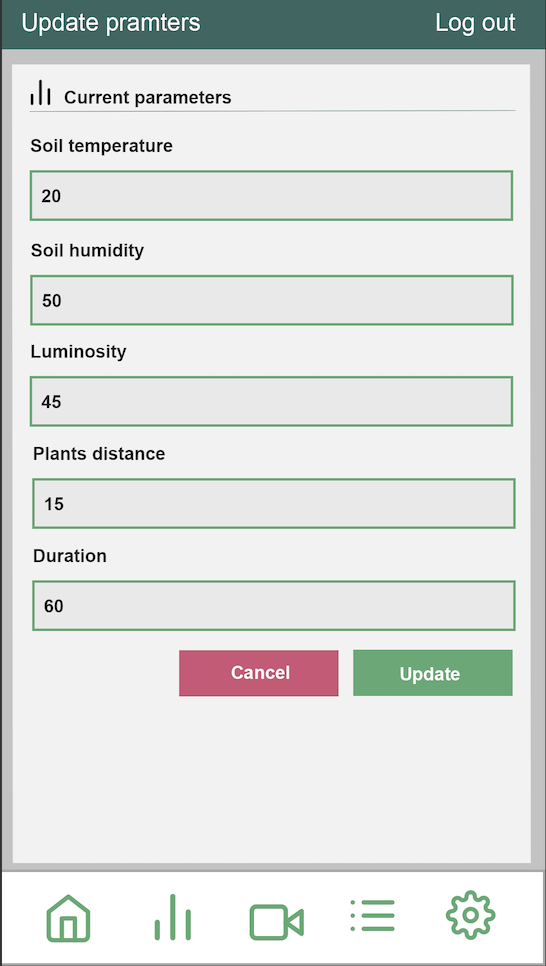 Update pramters
Log out
Current parameters
Soil temperature
20
Soil humidity
50
Luminosity
45
Plants distance
15
Duration
60
Cancel
Update